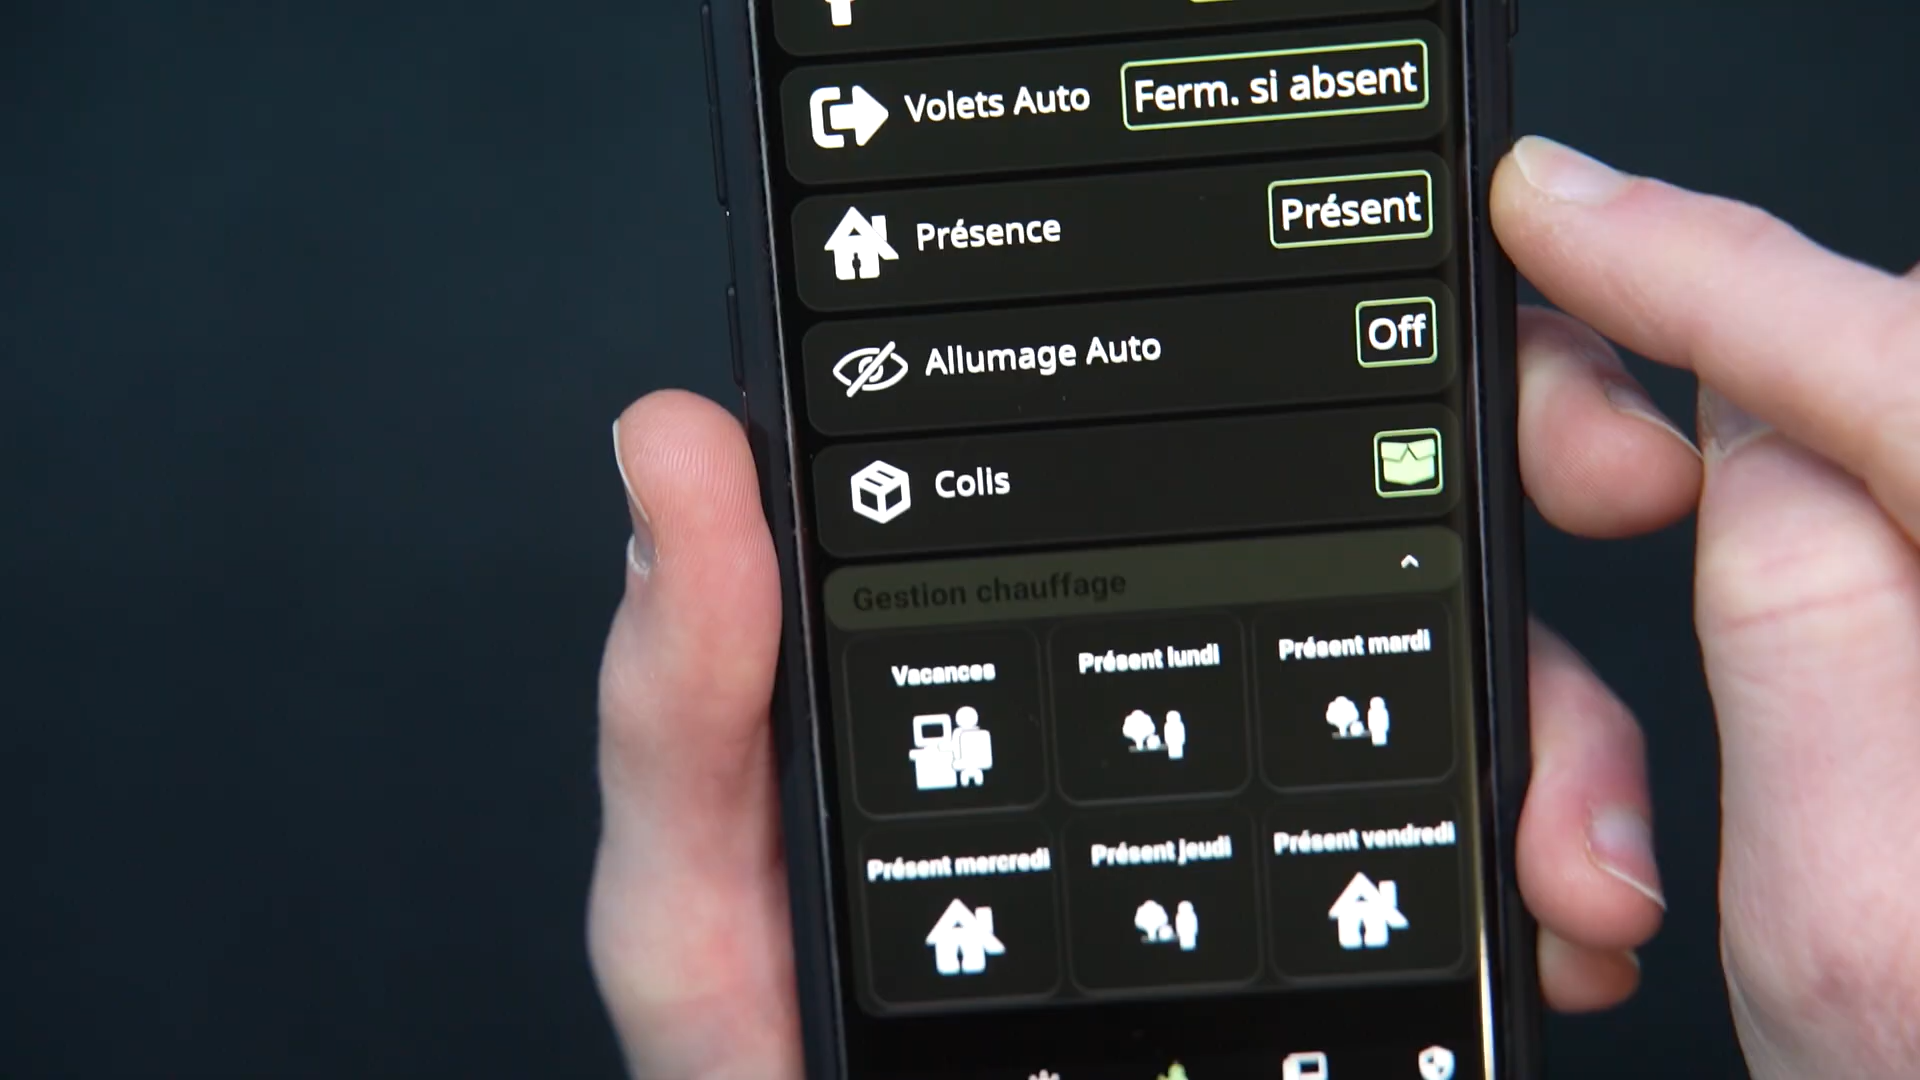 Volets Auto Ferm. si absent
Présence Présent
Allumage Auto Off
Colis
Gestion chauffage
Vacances Présent lundi Présent mardi
Présent mercredi Présent jeudi Présent vendredi